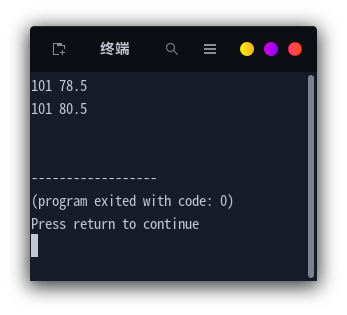 终端
101 78.5
101 80.5
------------------
(program exited with code: 0)
Press return to continue